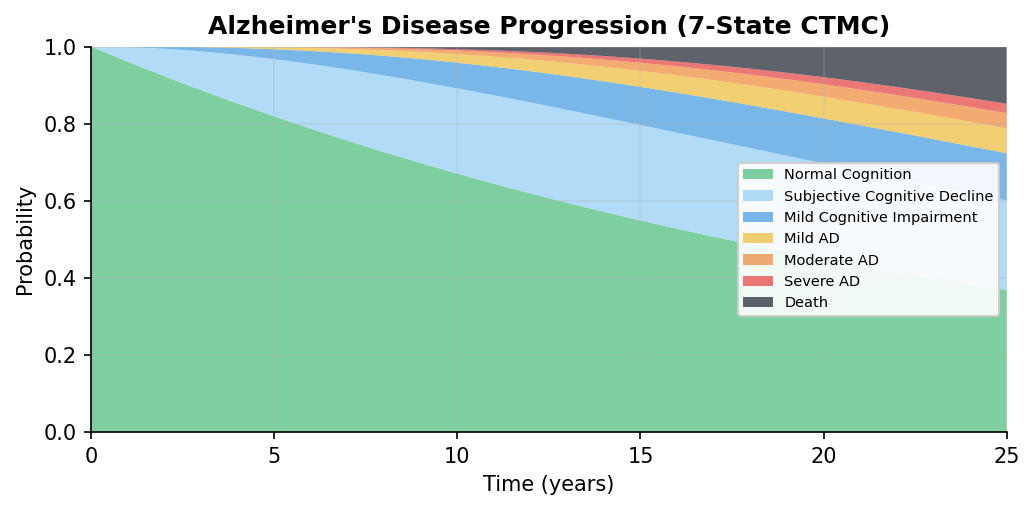 Alzheimer's Disease Progression (7-State CTMC)
1.0
0.8
0.6
0.4
0.2
0.0
Probability
Normal Cognition
Subjective Cognitive Decline
Mild Cognitive Impairment
Mild AD
Moderate AD
Severe AD
Death
0 5 10 15 20 25
Time (years)